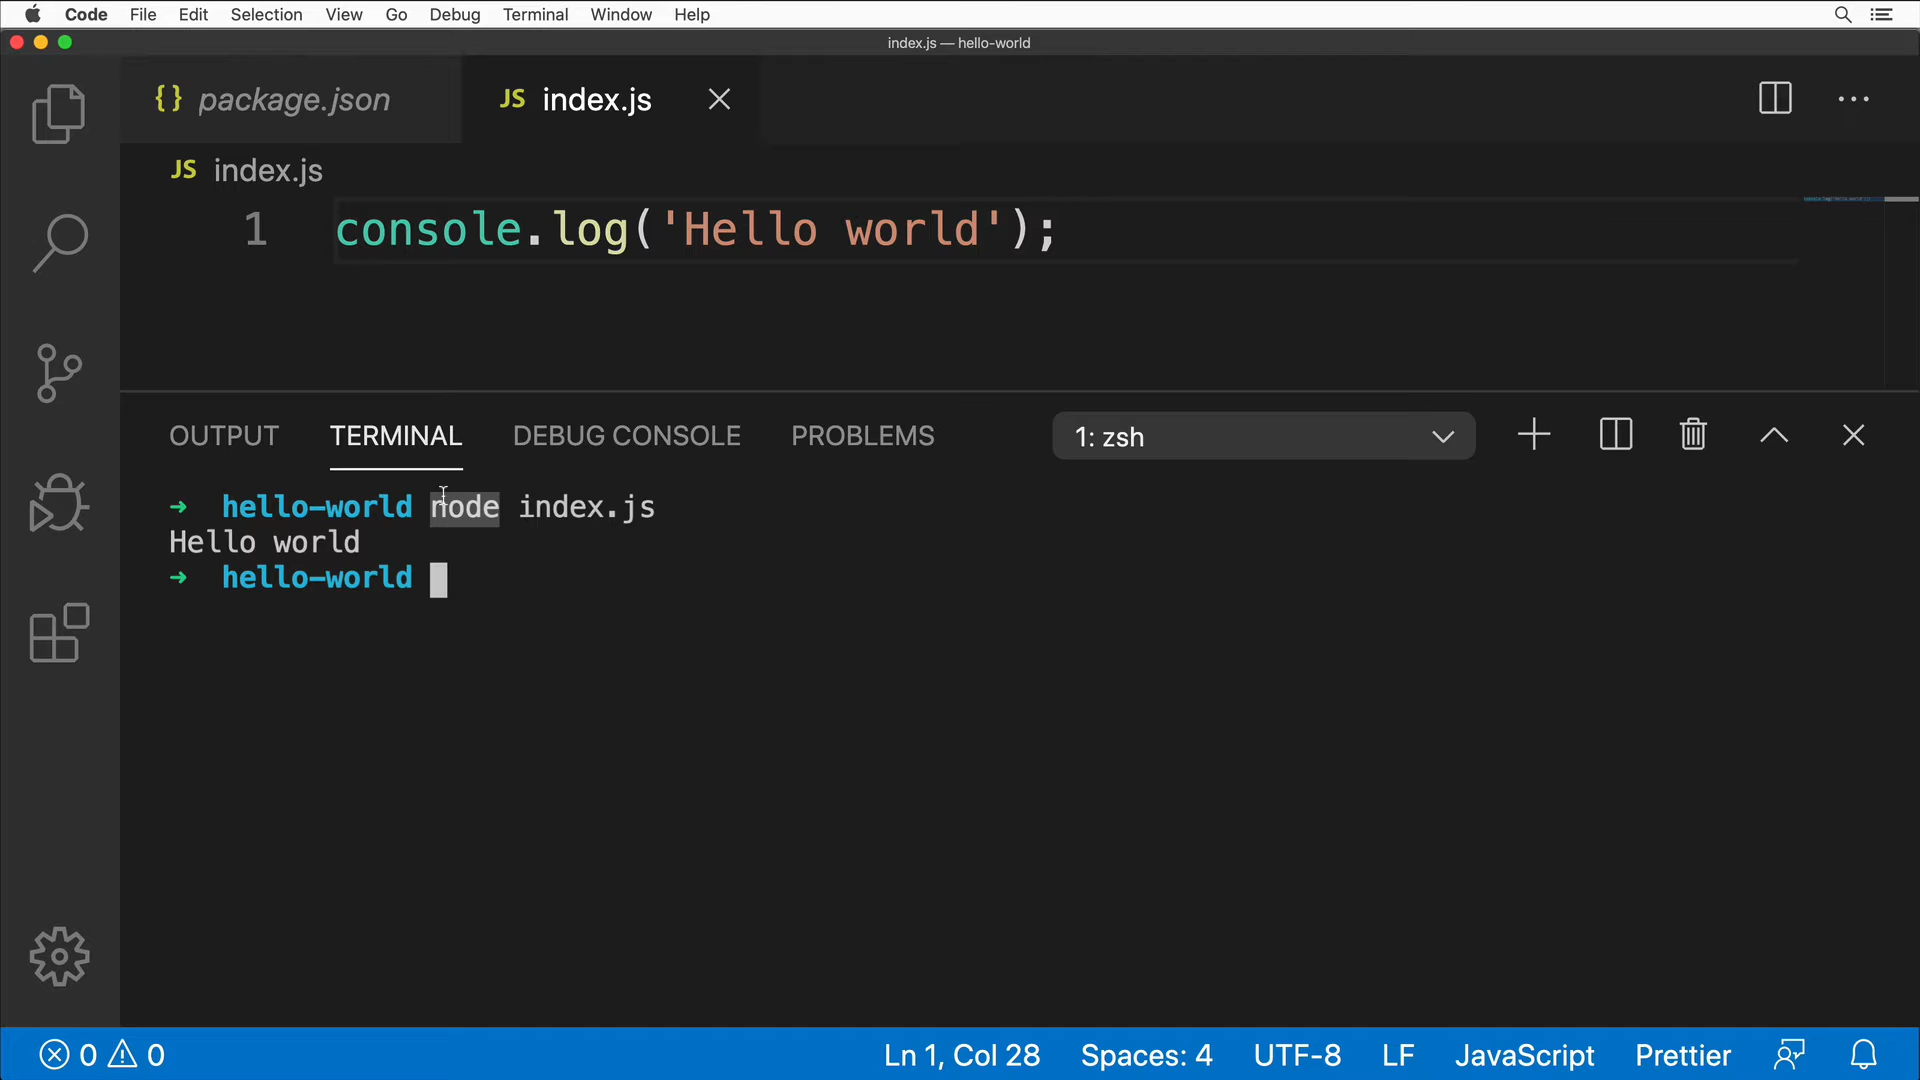 Code File Edit Selection View Go Debug Terminal Window Help
index.js — hello-world
{} package.json JS index.js
JS index.js
1 console.log('Hello world');
OUTPUT TERMINAL DEBUG CONSOLE PROBLEMS 1: zsh
➜ hello-world node index.js
Hello world
➜ hello-world
0 0 Ln 1, Col 28 Spaces: 4 UTF-8 LF JavaScript Prettier